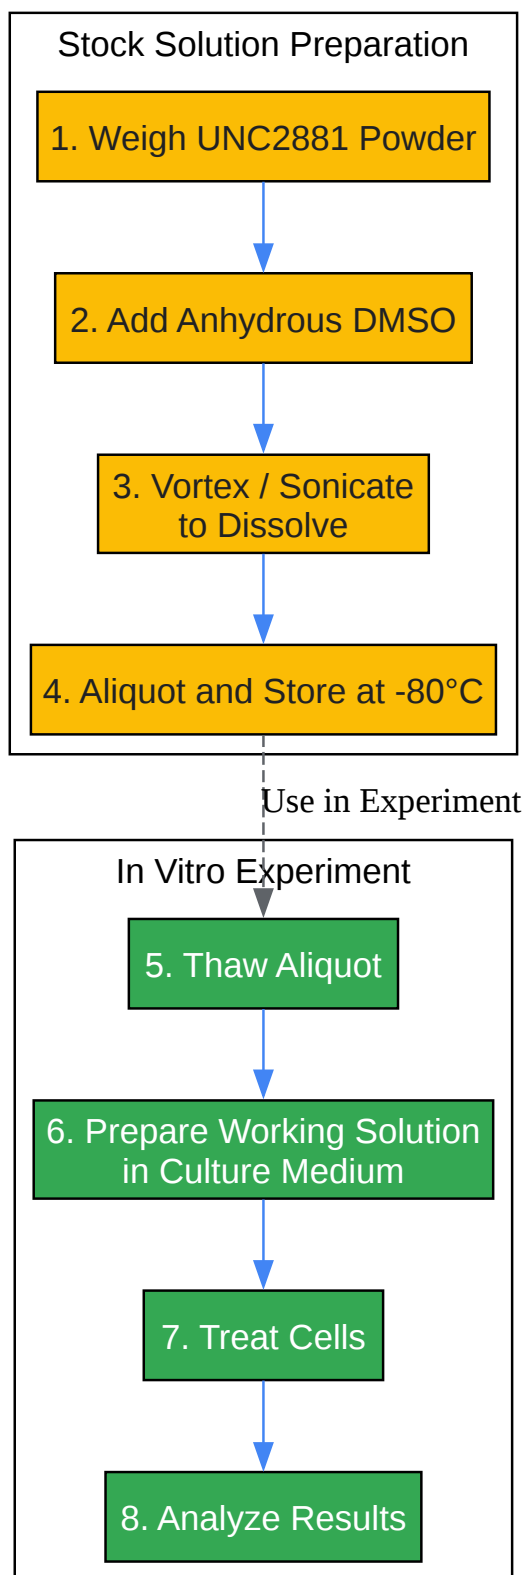 Stock Solution Preparation
1. Weigh UNC2881 Powder
2. Add Anhydrous DMSO
3. Vortex / Sonicate
to Dissolve
4. Aliquot and Store at -80°C
Use in Experiment
In Vitro Experiment
5. Thaw Aliquot
6. Prepare Working Solution
in Culture Medium
7. Treat Cells
8. Analyze Results